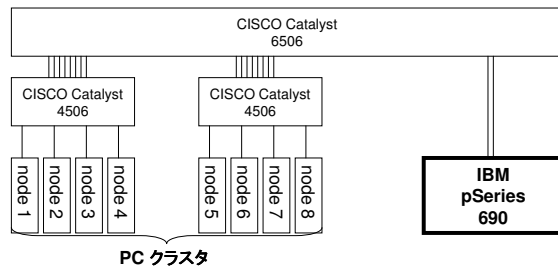 CISCO Catalyst
6506
CISCO Catalyst
4506
CISCO Catalyst
4506
node 1
node 2
node 3
node 4
node 5
node 6
node 7
node 8
IBM
pSeries
690
PC クラスタ